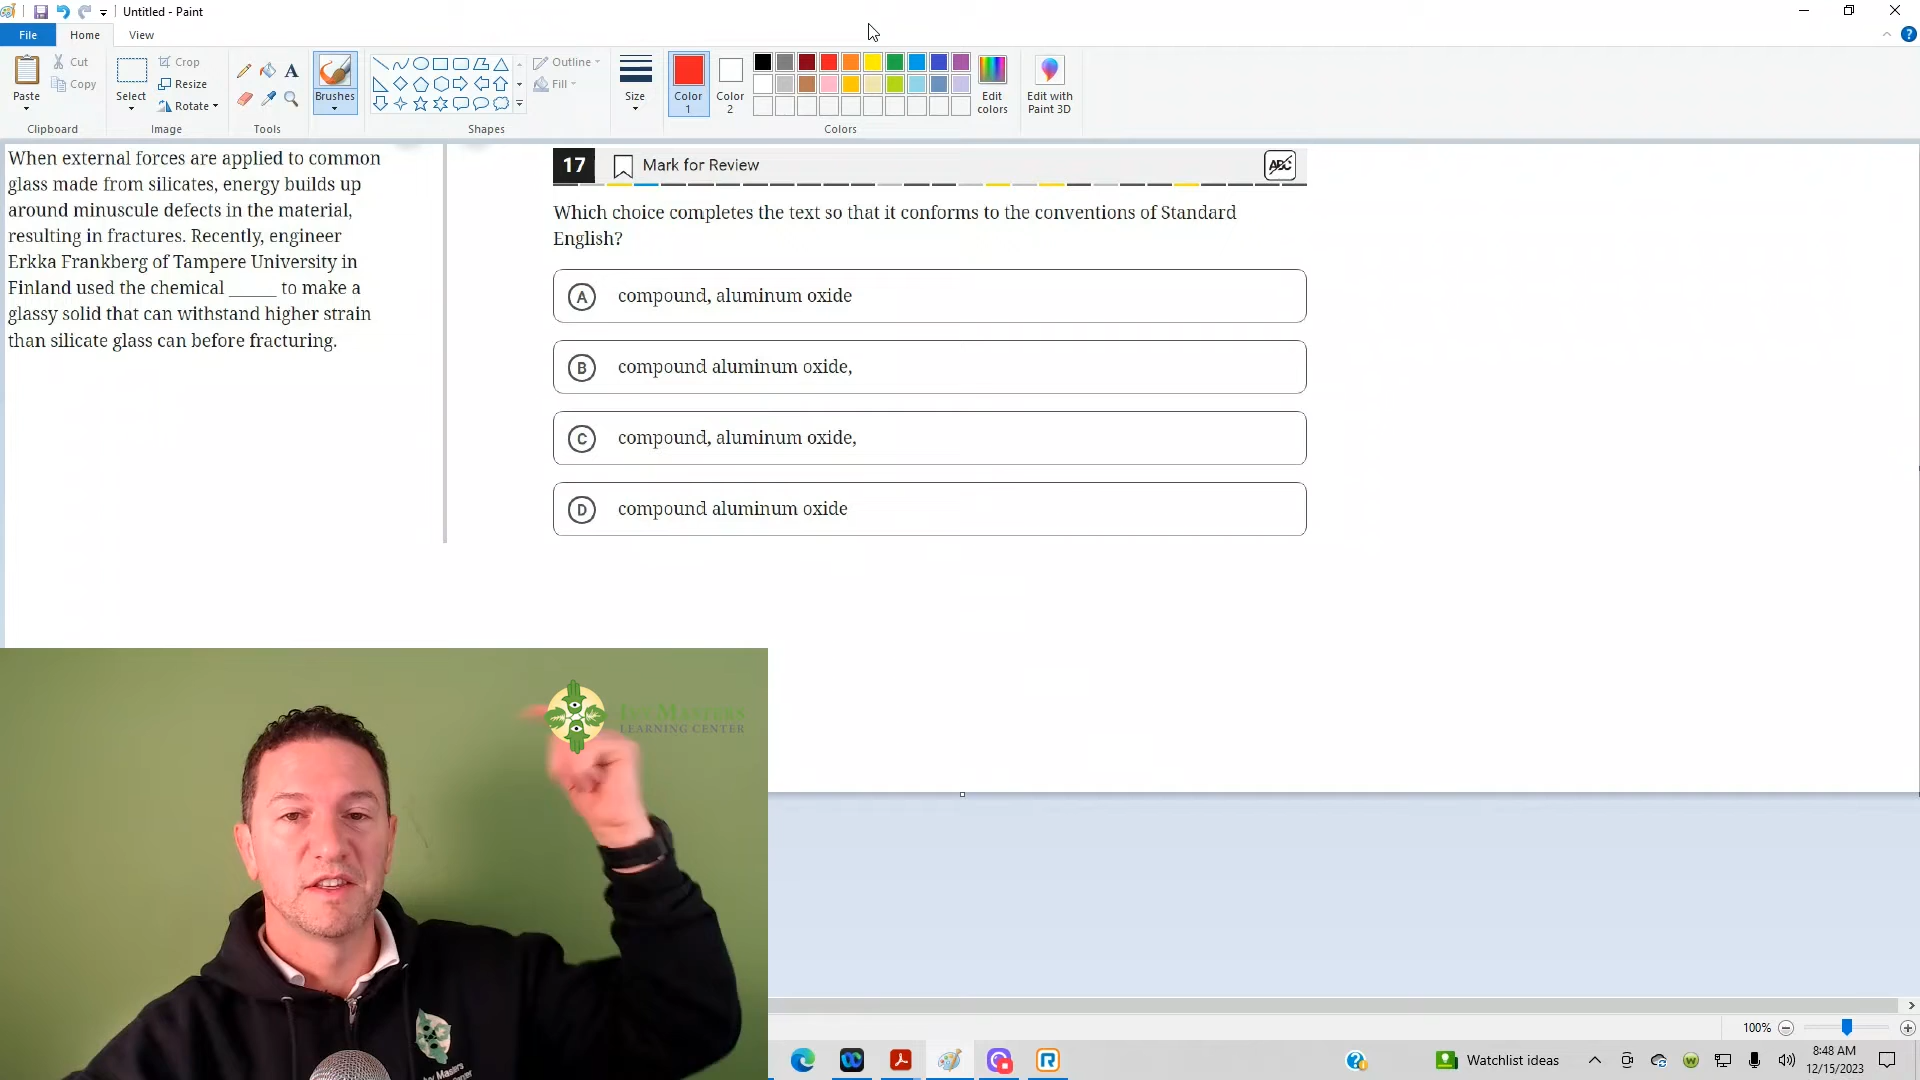 Untitled - Paint
File
Home
View
Paste
Cut
Copy
Clipboard
Select
Crop
Resize
Rotate
Image
A
Tools
Brushes
Shapes
Outline
Fill
Size
Color 1
Color 2
Colors
Edit colors
Edit with Paint 3D
When external forces are applied to common
glass made from silicates, energy builds up
around minuscule defects in the material,
resulting in fractures. Recently, engineer
Erkka Frankberg of Tampere University in
Finland used the chemical ______ to make a
glassy solid that can withstand higher strain
than silicate glass can before fracturing.
17 Mark for Review ABC
Which choice completes the text so that it conforms to the conventions of Standard
English?
A compound, aluminum oxide
B compound aluminum oxide,
C compound, aluminum oxide,
D compound aluminum oxide
Ivy Masters
LEARNING CENTER
100%
Watchlist ideas
8:48 AM
12/15/2023